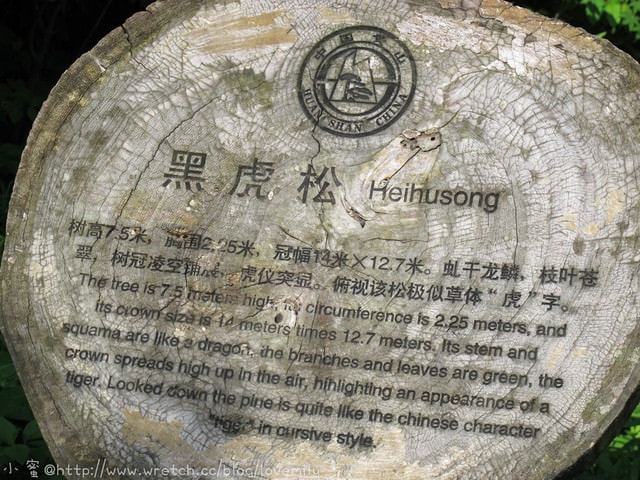 中国黄山
HUAN SHAN CHINA
黑虎松 Heihusong
树高7.5米，胸围2.25米，冠幅14米×12.7米。虬干龙鳞，枝叶苍
翠，树冠凌空铺展，虎仪突显。俯视该松极似草体“虎”字。
The tree is 7.5 meters high, its circumference is 2.25 meters, and
its crown size is 14 meters times 12.7 meters. Its stem and
squama are like a dragon, the branches and leaves are green, the
crown spreads high up in the air, hinlighting an appearance of a
tiger. Looked down the pine is quite like the chinese character
"tiger" in cursive style.
小蜜@http://www.wretch.cc/blog/lovemilu